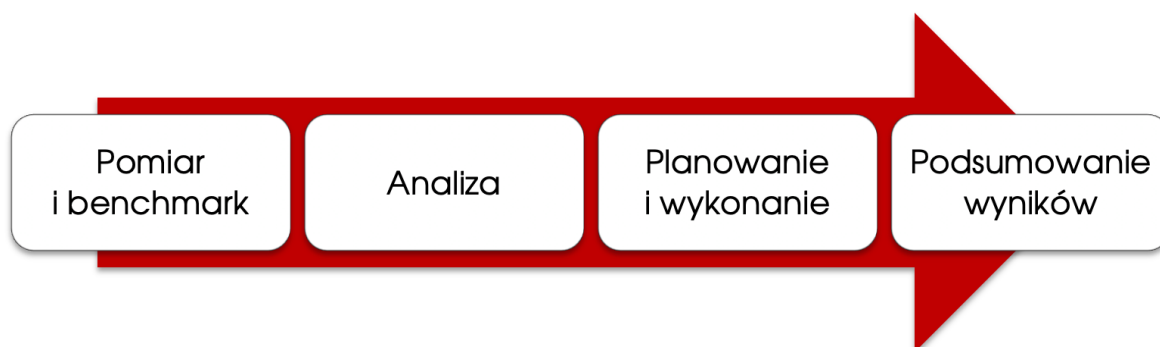 Pomiar
i benchmark
Analiza
Planowanie
i wykonanie
Podsumowanie
wyników